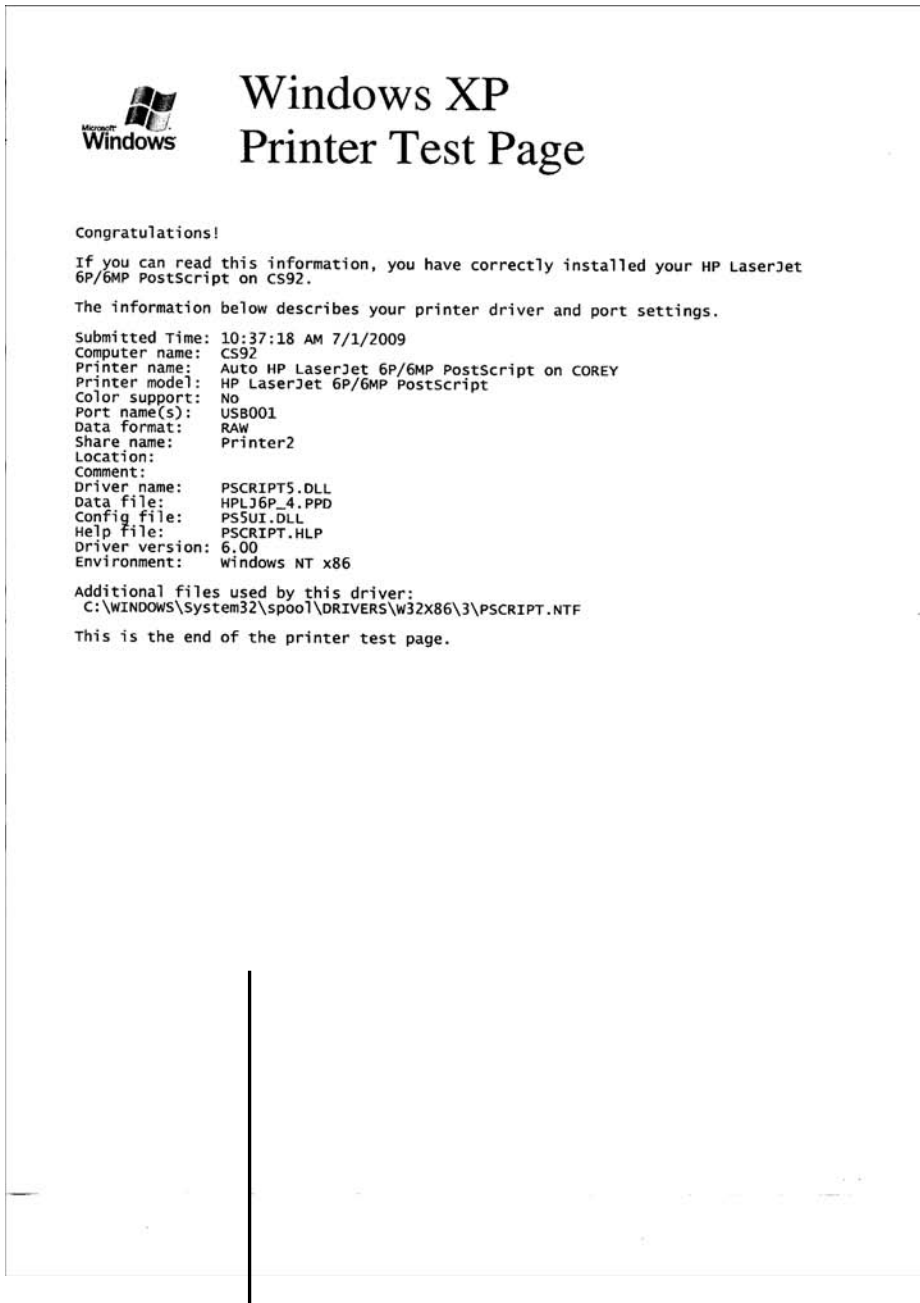 Microsoft
Windows
Windows XP
Printer Test Page
Congratulations!
If you can read this information, you have correctly installed your HP LaserJet
6P/6MP PostScript on CS92.
The information below describes your printer driver and port settings.
Submitted Time: 10:37:18 AM 7/1/2009
Computer name: CS92
Printer name: Auto HP LaserJet 6P/6MP PostScript on COREY
Printer model: HP LaserJet 6P/6MP PostScript
Color support: No
Port name(s): USB001
Data format: RAW
Share name: Printer2
Location:
Comment:
Driver name: PSCRIPT5.DLL
Data file: HPLJ6P_4.PPD
Config file: PS5UI.DLL
Help file: PSCRIPT.HLP
Driver version: 6.00
Environment: Windows NT x86
Additional files used by this driver:
C:\WINDOWS\System32\spool\DRIVERS\W32X86\3\PSCRIPT.NTF
This is the end of the printer test page.